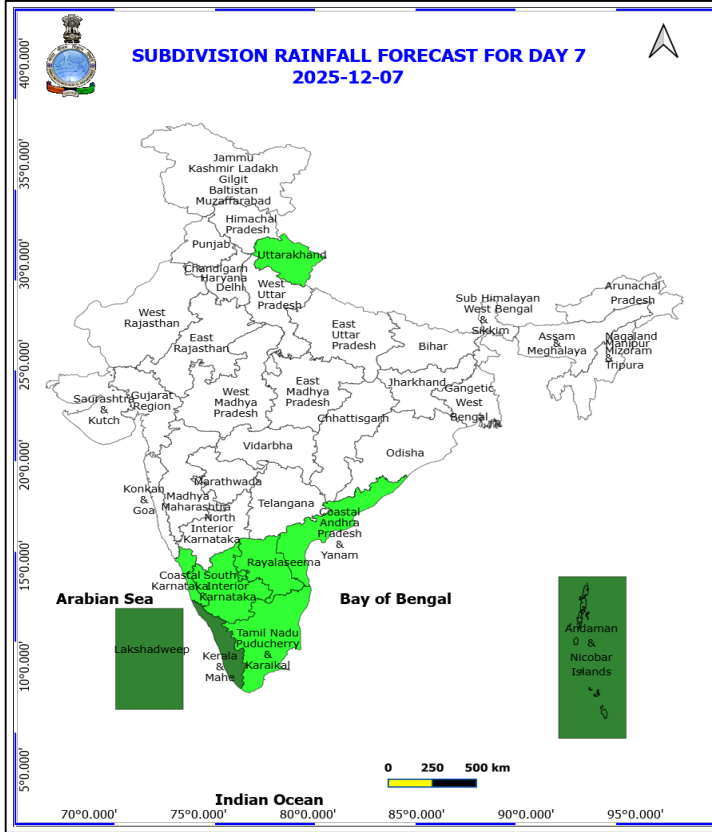 SUBDIVISION RAINFALL FORECAST FOR DAY 7
2025-12-07
40°0.000'
35°0.000'
30°0.000'
25°0.000'
20°0.000'
15°0.000'
10°0.000'
5°0.000'
Jammu
Kashmir Ladakh
Gilgit
Baltistan
Muzaffarabad
Himachal
Pradesh
Punjab
Uttarakhand
Chandigarh
Haryana
Delhi
West
Uttar
Pradesh
West
Rajasthan
East
Rajasthan
East
Uttar
Pradesh
Bihar
Sub Himalayan
West Bengal
&
Sikkim
Arunachal
Pradesh
Assam
&
Meghalaya
Nagaland
Manipur
Mizoram
&
Tripura
Saurashtra
&
Kutch
Gujarat
Region
West
Madhya
Pradesh
East
Madhya
Pradesh
Jharkhand
Gangetic
West
Bengal
Chhattisgarh
Odisha
Vidarbha
Konkan
&
Goa
Madhya
Maharashtra
Marathwada
Telangana
North
Interior
Karnataka
Coastal
Andhra
Pradesh
&
Yanam
Rayalaseema
Coastal
Karnataka
South
Interior
Karnataka
Arabian Sea
Bay of Bengal
Lakshadweep
Kerala
&
Mahe
Tamil Nadu
Puducherry
&
Karaikal
Andaman
&
Nicobar
Islands
0 250 500 km
Indian Ocean
70°0.000' 75°0.000' 80°0.000' 85°0.000' 90°0.000' 95°0.000'